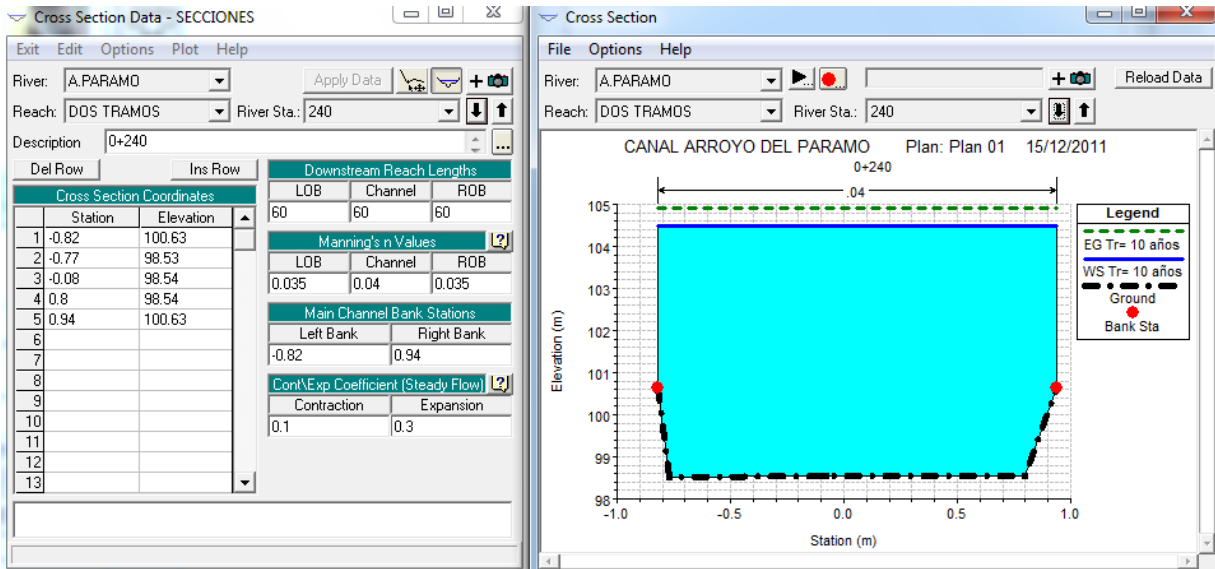 Cross Section Data - SECCIONES
Exit Edit Options Plot Help
River: A.PARAMO Apply Data
Reach: DOS TRAMOS River Sta.: 240
Description 0+240 ...
Del Row Ins Row
Cross Section Coordinates
Station Elevation
1 -0.82 100.63
2 -0.77 98.53
3 -0.08 98.54
4 0.8 98.54
5 0.94 100.63
6
7
8
9
10
11
12
13
Downstream Reach Lengths
LOB Channel ROB
60 60 60
Manning's n Values ?
LOB Channel ROB
0.035 0.04 0.035
Main Channel Bank Stations
Left Bank Right Bank
-0.82 0.94
Cont\Exp Coefficient (Steady Flow) ?
Contraction Expansion
0.1 0.3
Cross Section
File Options Help
River: A.PARAMO Reload Data
Reach: DOS TRAMOS River Sta.: 240
CANAL ARROYO DEL PARAMO Plan: Plan 01 15/12/2011
0+240
.04
105
104
103
102
101
100
99
98
Elevation (m)
-1.0 -0.5 0.0 0.5 1.0
Station (m)
Legend
EG Tr= 10 años
WS Tr= 10 años
Ground
Bank Sta